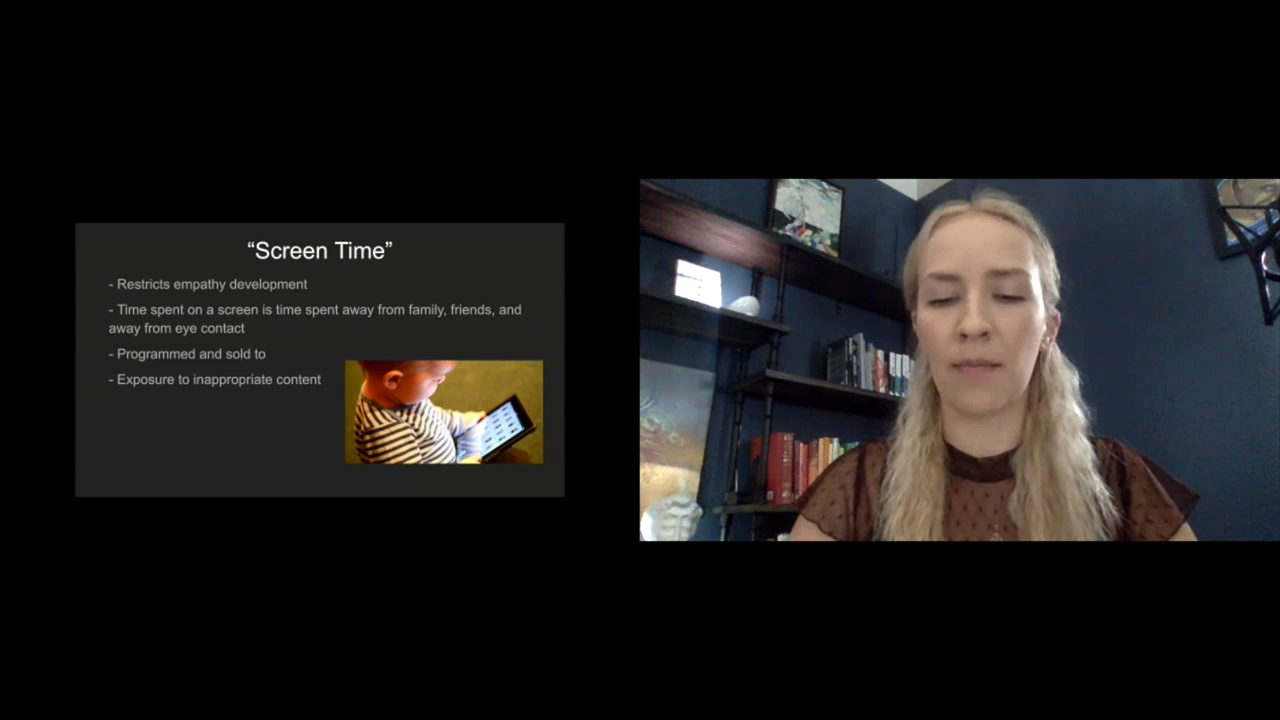 “Screen Time”
- Restricts empathy development
- Time spent on a screen is time spent away from family, friends, and
away from eye contact
- Programmed and sold to
- Exposure to inappropriate content